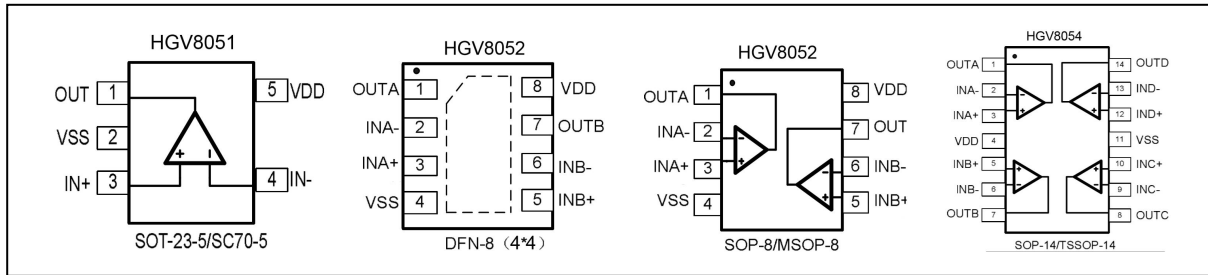 HGV8051
OUT 1
5 VDD
VSS 2
IN+ 3
4 IN-
+ -
SOT-23-5/SC70-5
HGV8052
OUTA 1
8 VDD
INA- 2
7 OUTB
INA+ 3
6 INB-
VSS 4
5 INB+
DFN-8（4*4）
HGV8052
OUTA 1
8 VDD
INA- 2
7 OUT
INA+ 3
6 INB-
VSS 4
5 INB+
- +
- +
SOP-8/MSOP-8
HGV8054
OUTA 1
14 OUTD
INA- 2
13 IND-
INA+ 3
12 IND+
VDD 4
11 VSS
INB+ 5
10 INC+
INB- 6
9 INC-
OUTB 7
8 OUTC
- +
- +
+ -
+ -
SOP-14/TSSOP-14